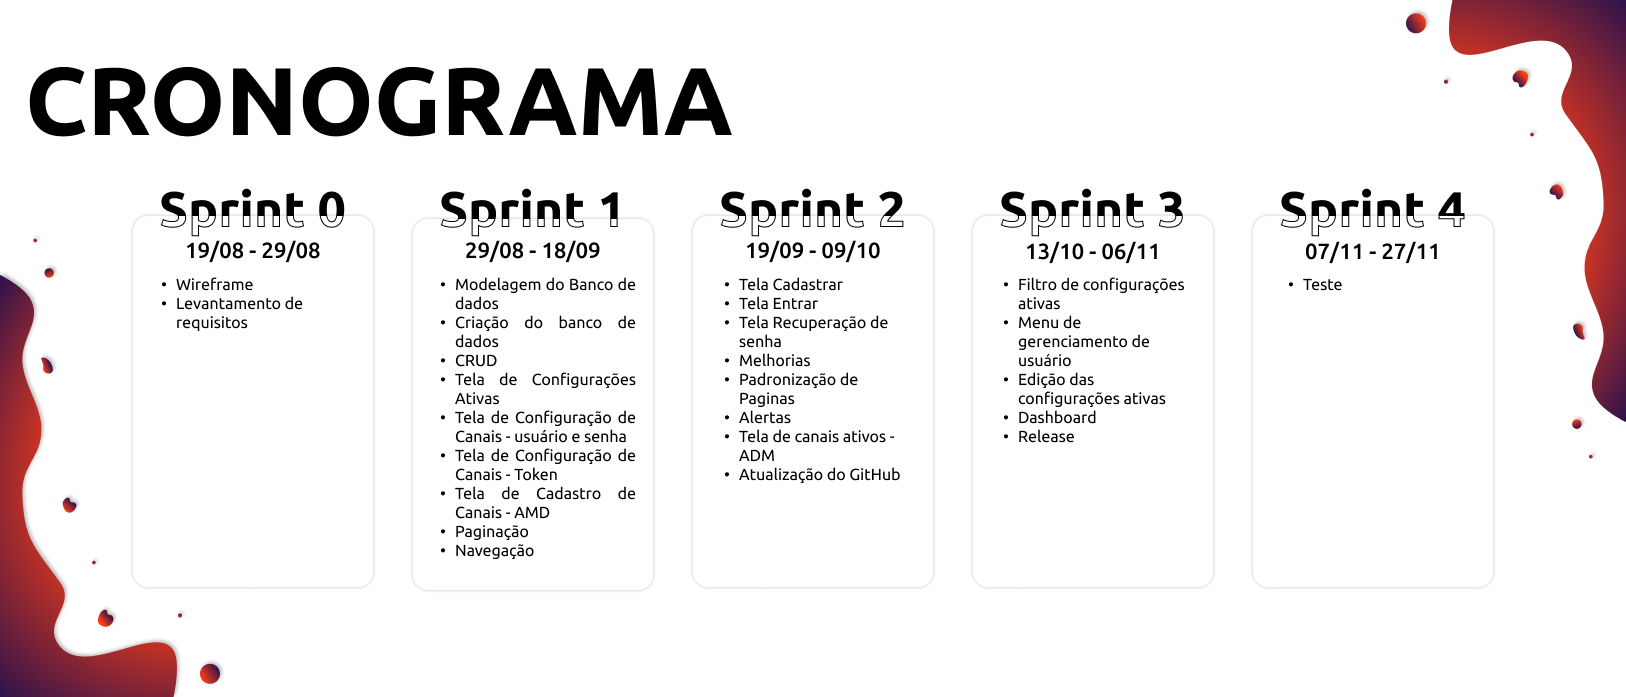 CRONOGRAMA
Sprint 0
19/08 - 29/08
• Wireframe
• Levantamento de
requisitos
Sprint 1
29/08 - 18/09
• Modelagem do Banco de
dados
• Criação do banco de
dados
• CRUD
• Tela de Configurações
Ativas
• Tela de Configuração de
Canais - usuário e senha
• Tela de Configuração de
Canais - Token
• Tela de Cadastro de
Canais - AMD
• Paginação
• Navegação
Sprint 2
19/09 - 09/10
• Tela Cadastrar
• Tela Entrar
• Tela Recuperação de
senha
• Melhorias
• Padronização de
Paginas
• Alertas
• Tela de canais ativos -
ADM
• Atualização do GitHub
Sprint 3
13/10 - 06/11
• Filtro de configurações
ativas
• Menu de
gerenciamento de
usuário
• Edição das
configurações ativas
• Dashboard
• Release
Sprint 4
07/11 - 27/11
• Teste